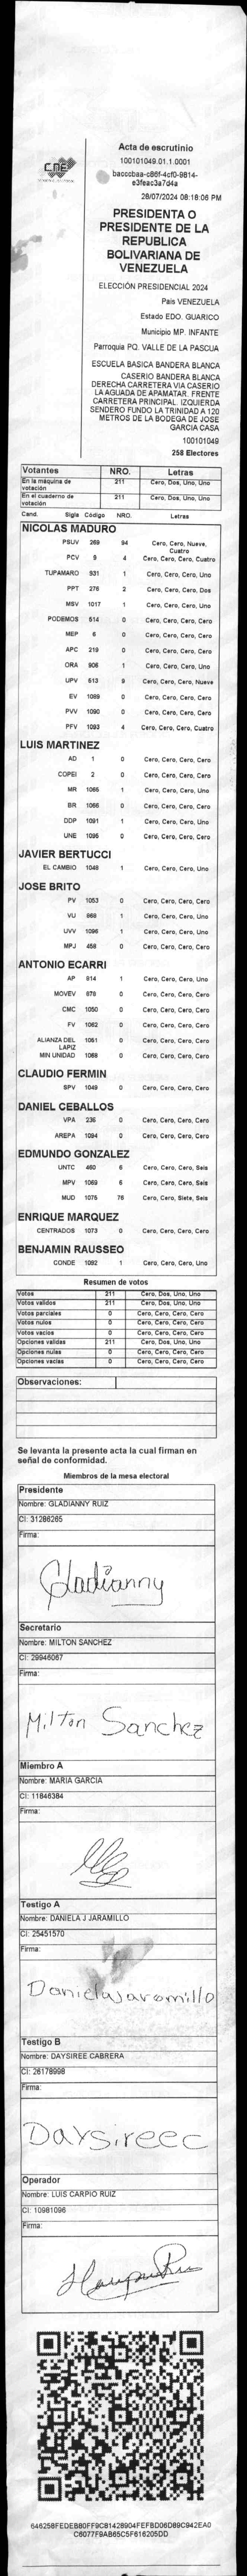 CNE
Acta de escrutinio
100101049.01.1.0001
bacccbaa-c86f-4cf0-9814-
e3feac3a7d4a
28/07/2024 08:18:06 PM
PRESIDENTA O
PRESIDENTE DE LA
REPUBLICA
BOLIVARIANA DE
VENEZUELA
ELECCIÓN PRESIDENCIAL 2024
Pais VENEZUELA
Estado EDO. GUARICO
Municipio MP. INFANTE
Parroquia PQ. VALLE DE LA PASCUA
ESCUELA BASICA BANDERA BLANCA
CASERIO BANDERA BLANCA
DERECHA CARRETERA VIA CASERIO
LA AGUADA DE APAMATAR. FRENTE
CARRETERA PRINCIPAL. IZQUIERDA
SENDERO FUNDO LA TRINIDAD A 120
METROS DE LA BODEGA DE JOSE
GARCIA CASA
100101049
258 Electores
Votantes NRO. Letras
En la máquina de votación 211 Cero, Dos, Uno, Uno
En el cuaderno de votación 211 Cero, Dos, Uno, Uno
Cand. Sigla Código NRO. Letras
NICOLAS MADURO
PSUV 269 94 Cero, Cero, Nueve, Cuatro
PCV 9 4 Cero, Cero, Cero, Cuatro
TUPAMARO 931 1 Cero, Cero, Cero, Uno
PPT 276 2 Cero, Cero, Cero, Dos
MSV 1017 1 Cero, Cero, Cero, Uno
PODEMOS 514 0 Cero, Cero, Cero, Cero
MEP 6 0 Cero, Cero, Cero, Cero
APC 219 0 Cero, Cero, Cero, Cero
ORA 906 1 Cero, Cero, Cero, Uno
UPV 513 9 Cero, Cero, Cero, Nueve
EV 1089 0 Cero, Cero, Cero, Cero
PVV 1090 0 Cero, Cero, Cero, Cero
PFV 1093 4 Cero, Cero, Cero, Cuatro
LUIS MARTINEZ
AD 1 0 Cero, Cero, Cero, Cero
COPEI 2 0 Cero, Cero, Cero, Cero
MR 1065 1 Cero, Cero, Cero, Uno
BR 1066 0 Cero, Cero, Cero, Cero
DDP 1091 1 Cero, Cero, Cero, Uno
UNE 1095 0 Cero, Cero, Cero, Cero
JAVIER BERTUCCI
EL CAMBIO 1048 1 Cero, Cero, Cero, Uno
JOSE BRITO
PV 1053 0 Cero, Cero, Cero, Cero
VU 868 1 Cero, Cero, Cero, Uno
UVV 1096 1 Cero, Cero, Cero, Uno
MPJ 458 0 Cero, Cero, Cero, Cero
ANTONIO ECARRI
AP 814 1 Cero, Cero, Cero, Uno
MOVEV 878 0 Cero, Cero, Cero, Cero
CMC 1050 0 Cero, Cero, Cero, Cero
FV 1062 0 Cero, Cero, Cero, Cero
ALIANZA DEL LAPIZ 1051 0 Cero, Cero, Cero, Cero
MIN UNIDAD 1088 0 Cero, Cero, Cero, Cero
CLAUDIO FERMIN
SPV 1049 0 Cero, Cero, Cero, Cero
DANIEL CEBALLOS
VPA 236 0 Cero, Cero, Cero, Cero
AREPA 1094 0 Cero, Cero, Cero, Cero
EDMUNDO GONZALEZ
UNTC 460 6 Cero, Cero, Cero, Seis
MPV 1069 6 Cero, Cero, Cero, Seis
MUD 1075 76 Cero, Cero, Siete, Seis
ENRIQUE MARQUEZ
CENTRADOS 1073 0 Cero, Cero, Cero, Cero
BENJAMIN RAUSSEO
CONDE 1092 1 Cero, Cero, Cero, Uno
Resumen de votos
Votos 211 Cero, Dos, Uno, Uno
Votos validos 211 Cero, Dos, Uno, Uno
Votos parciales 0 Cero, Cero, Cero, Cero
Votos nulos 0 Cero, Cero, Cero, Cero
Votos vacios 0 Cero, Cero, Cero, Cero
Opciones validas 211 Cero, Dos, Uno, Uno
Opciones nulas 0 Cero, Cero, Cero, Cero
Opciones vacias 0 Cero, Cero, Cero, Cero
Observaciones:
Se levanta la presente acta la cual firman en
señal de conformidad.
Miembros de la mesa electoral
Presidente
Nombre: GLADIANNY RUIZ
CI: 31286265
Firma:
Gladianny
Secretario
Nombre: MILTON SANCHEZ
CI: 29946067
Firma:
Milton Sanchez
Miembro A
Nombre: MARIA GARCIA
CI: 11846384
Firma:
Testigo A
Nombre: DANIELA J JARAMILLO
CI: 25451570
Firma:
DanielaJaramillo
Testigo B
Nombre: DAYSIREE CABRERA
CI: 26178998
Firma:
Daysireec
Operador
Nombre: LUIS CARPIO RUIZ
CI: 10981096
Firma:
646258FEDEB80FF9C81428904FEFBD06D89C942EA0
C6077F9AB65C5F616205DD